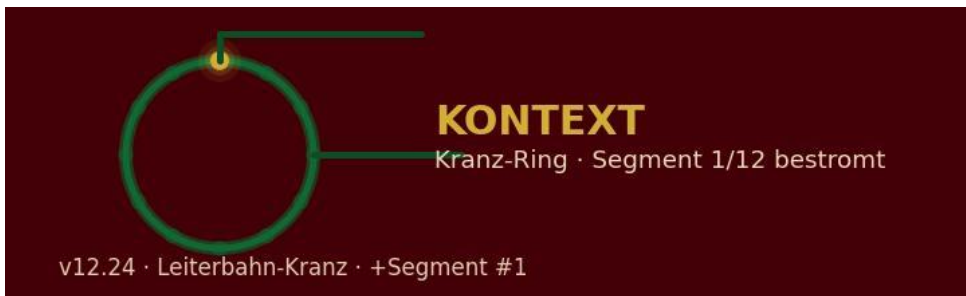 KONTEXT
Kranz-Ring · Segment 1/12 bestromt
v12.24 · Leiterbahn-Kranz · +Segment #1